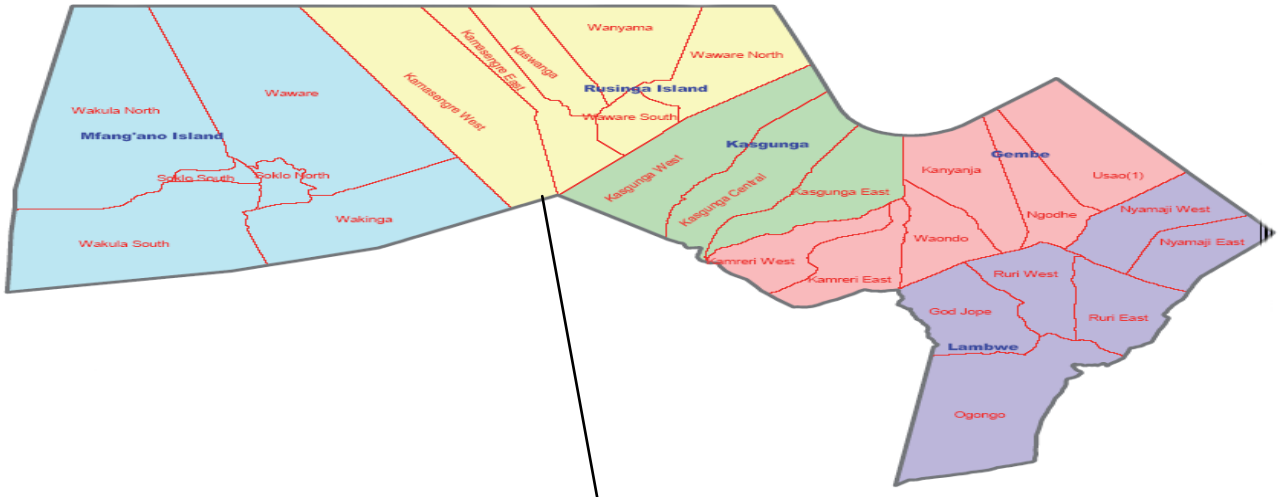 Wanyama
Kamasengre East
Kaswanga
Waware North
Kamasengre West
Rusinga Island
Waware
Wakula North
Waware South
Mfang'ano Island
Kasgunga
Gembe
Kasgunga West
Kanyanja
Usao(1)
Soklo South
Soklo North
Kasgunga Central
Kasgunga East
Nyamaji West
Ngodhe
Wakinga
Wakula South
Waondo
Nyamaji East
Kamreri West
Kamreri East
Ruri West
God Jope
Ruri East
Lambwe
Ogongo